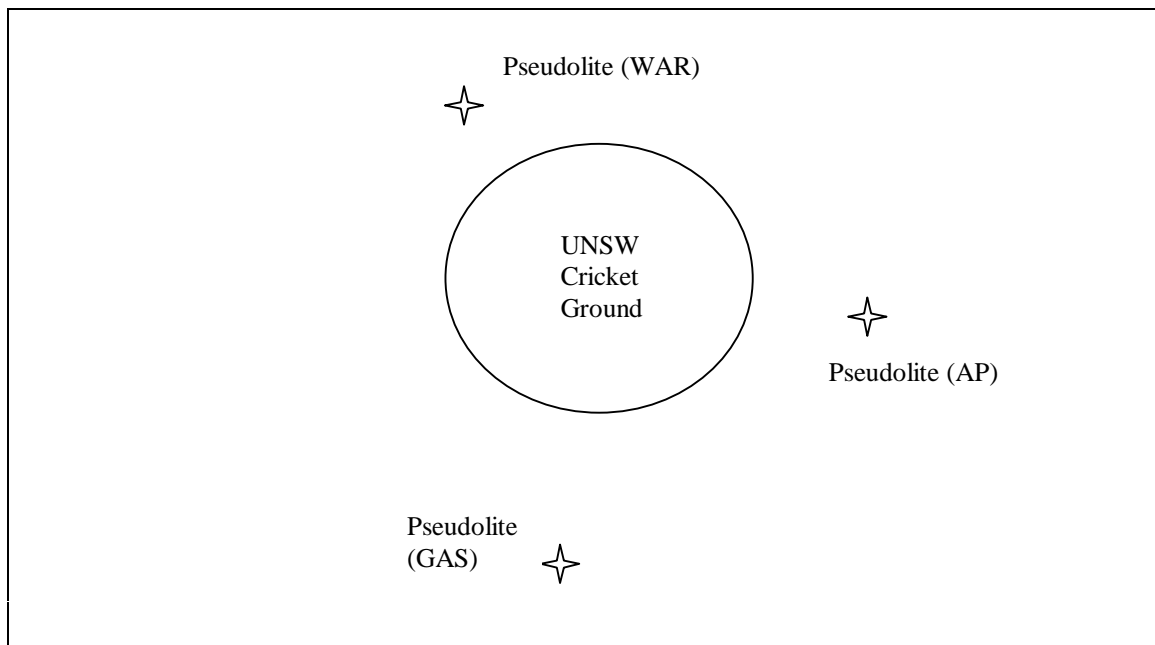 Pseudolite (WAR)
UNSW
Cricket
Ground
Pseudolite (AP)
Pseudolite
(GAS)